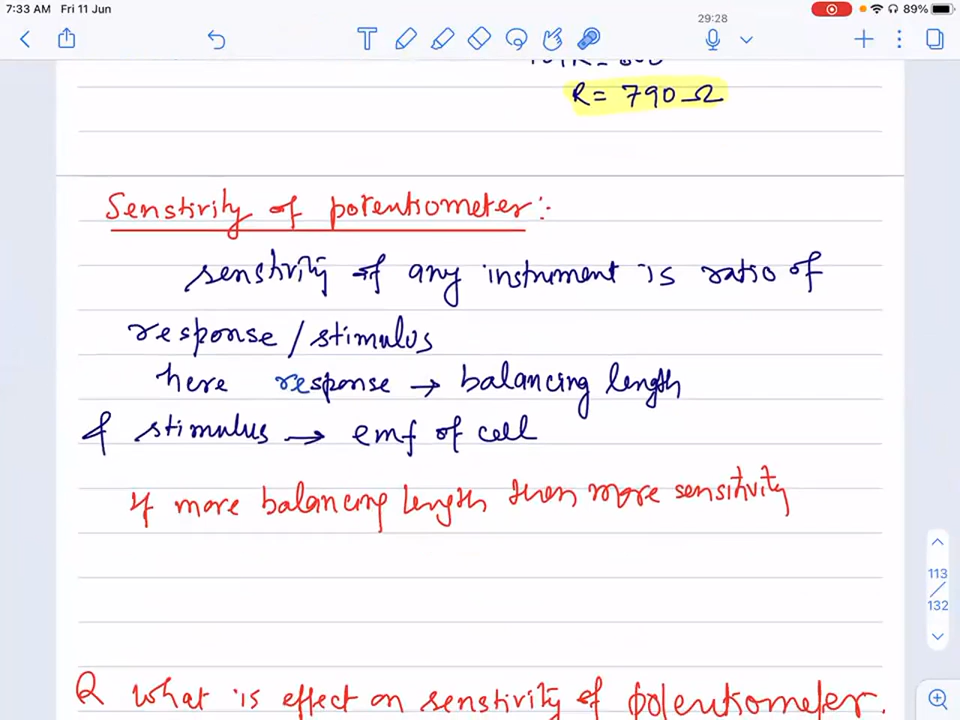 7:33 AM Fri 11 Jun
89%
29:28
R = 790 Ω
Senstivity of potentiometer :-
senstivity of any instrument is ratio of
response / stimulus
here response → balancing length
& stimulus → emf of cell
If more balancing length then more sensitivity
113
/
132
Q What is effect on sensitivity of potentiometer.